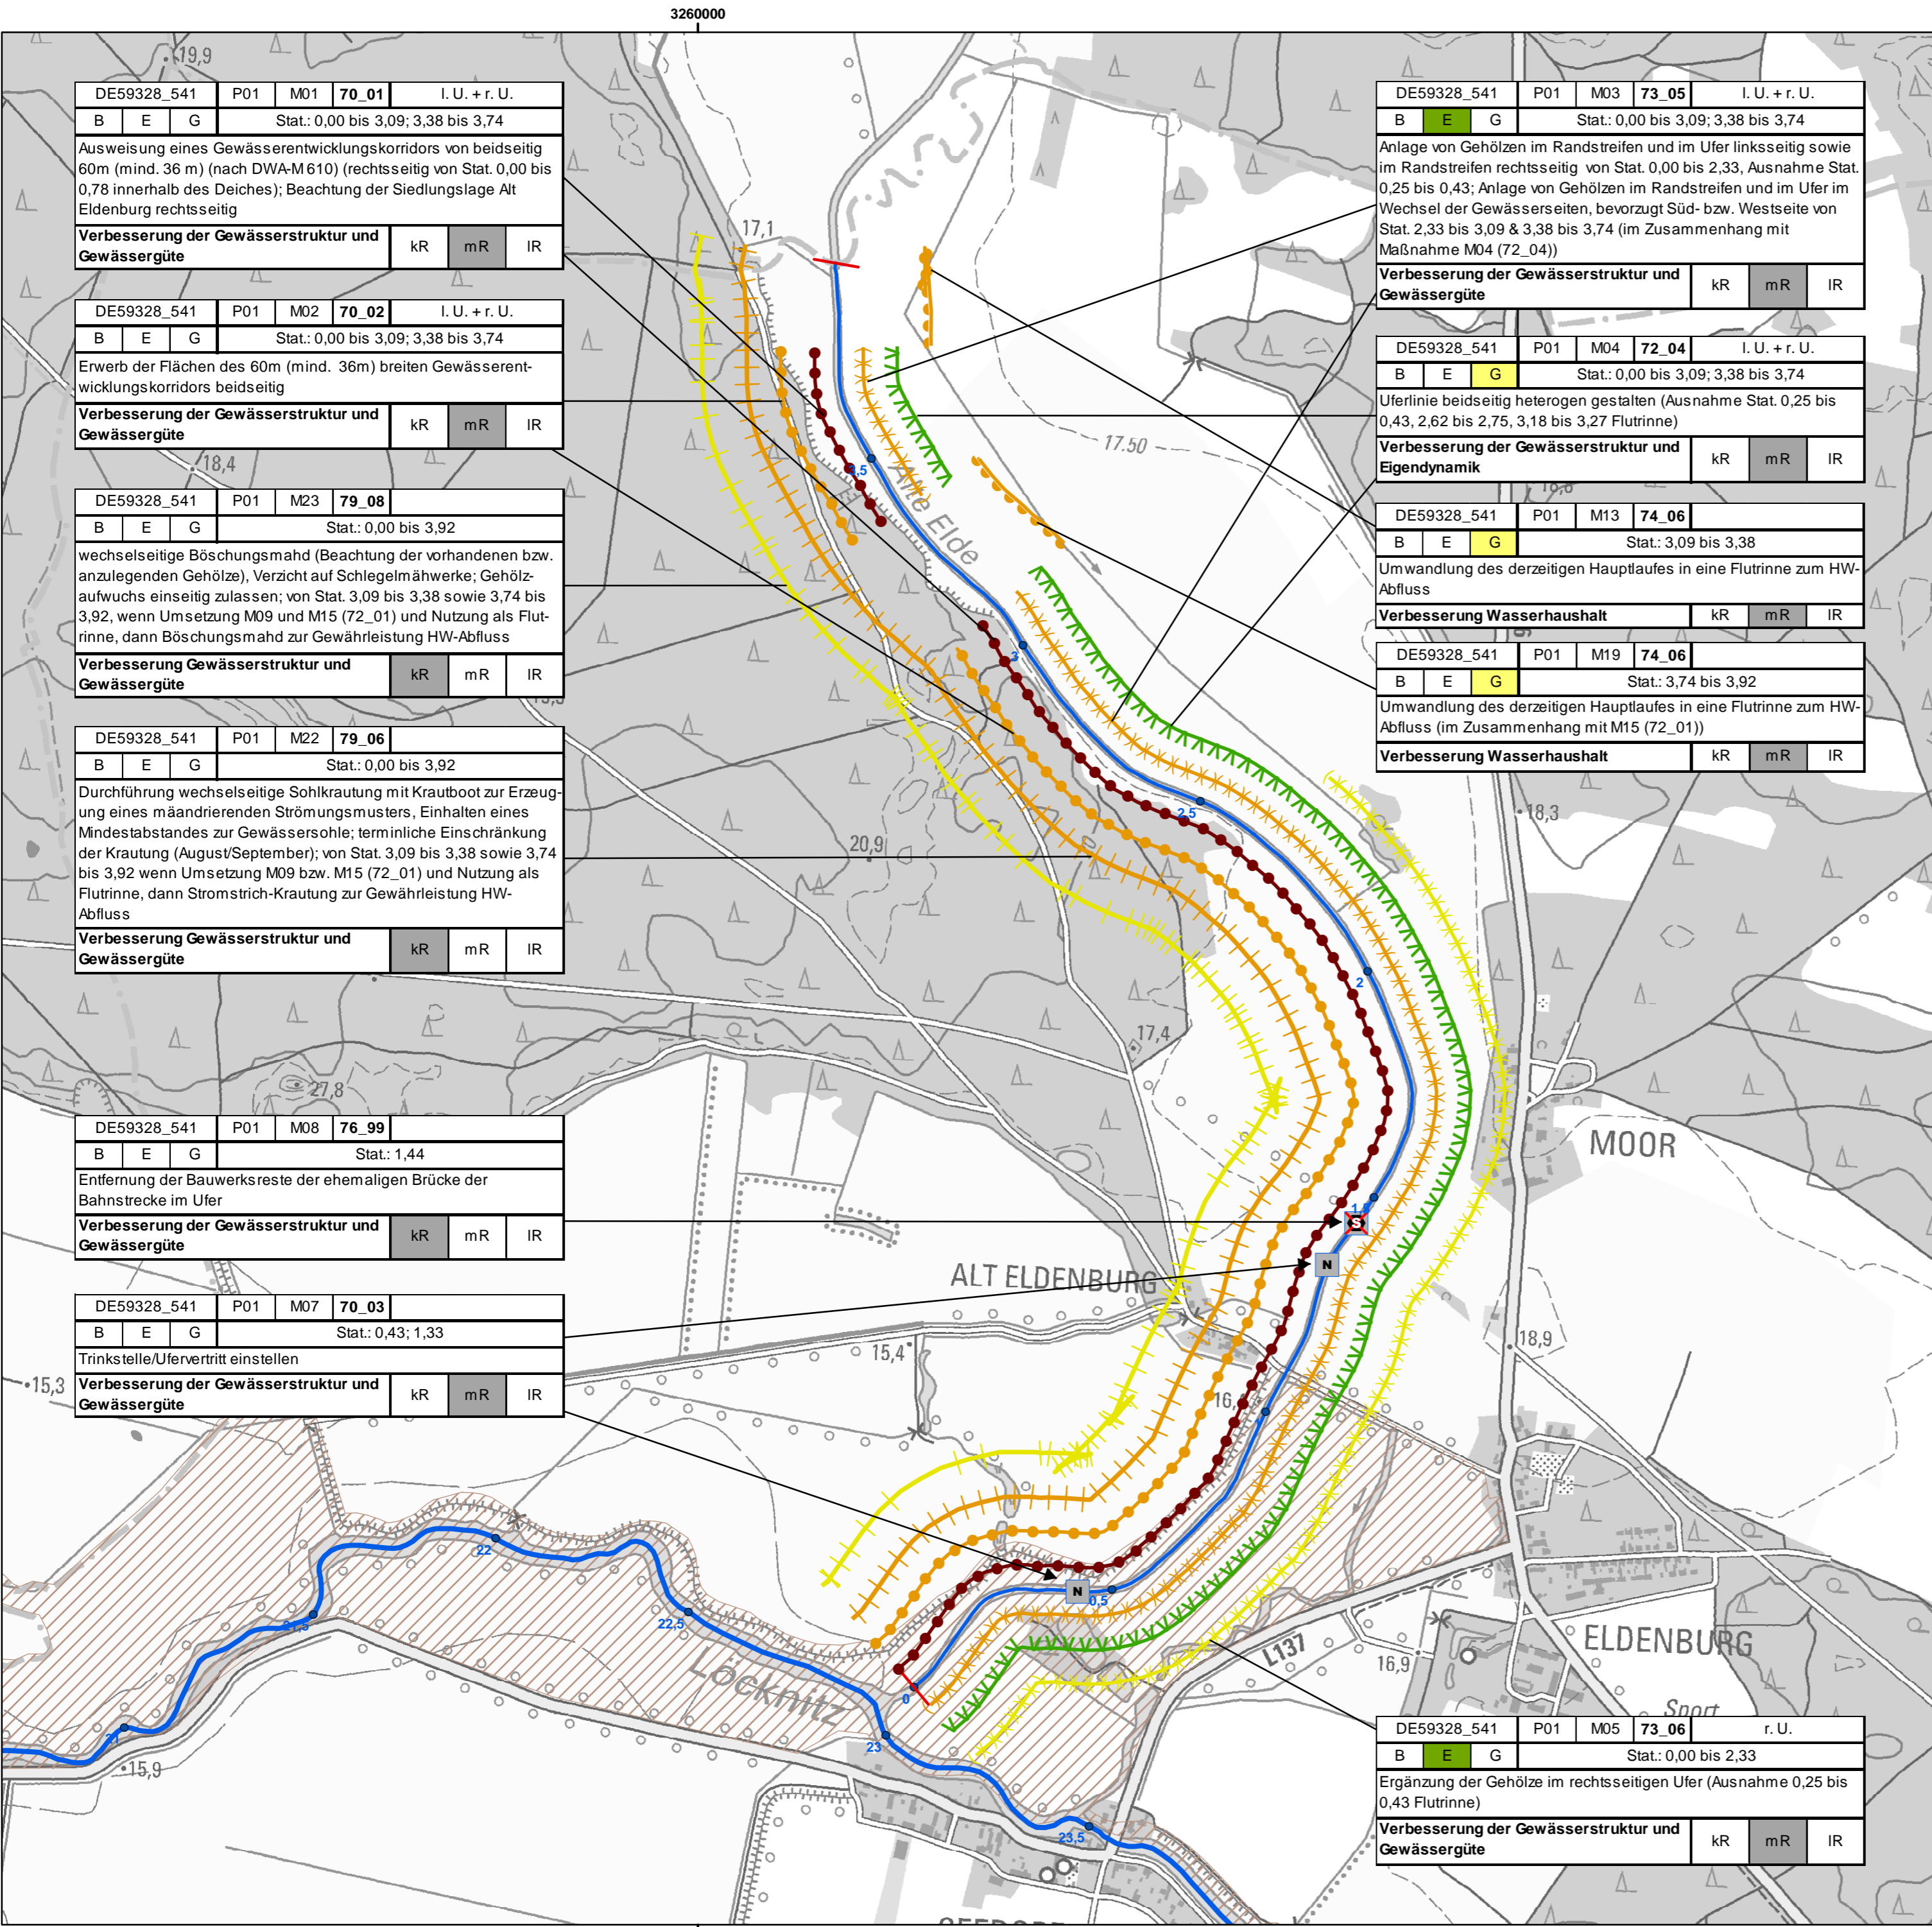 3260000
19,9
DE59328_541 P01 M01 70_01 l. U. + r. U.
B E G Stat.: 0,00 bis 3,09; 3,38 bis 3,74
Ausweisung eines Gewässerentwicklungskorridors von beidseitig
60m (mind. 36 m) (nach DWA-M 610) (rechtsseitig von Stat. 0,00 bis
0,78 innerhalb des Deiches); Beachtung der Siedlungslage Alt
Eldenburg rechtsseitig
Verbesserung der Gewässerstruktur und
Gewässergüte kR mR lR
DE59328_541 P01 M02 70_02 l. U. + r. U.
B E G Stat.: 0,00 bis 3,09; 3,38 bis 3,74
Erwerb der Flächen des 60m (mind. 36m) breiten Gewässerent-
wicklungskorridors beidseitig
Verbesserung der Gewässerstruktur und
Gewässergüte kR mR lR
18,4
DE59328_541 P01 M23 79_08
B E G Stat.: 0,00 bis 3,92
wechselseitige Böschungsmahd (Beachtung der vorhandenen bzw.
anzulegenden Gehölze), Verzicht auf Schlegelmähwerke; Gehölz-
aufwuchs einseitig zulassen; von Stat. 3,09 bis 3,38 sowie 3,74 bis
3,92, wenn Umsetzung M09 und M15 (72_01) und Nutzung als Flut-
rinne, dann Böschungsmahd zur Gewährleistung HW-Abfluss
Verbesserung Gewässerstruktur und
Gewässergüte kR mR lR
DE59328_541 P01 M22 79_06
B E G Stat.: 0,00 bis 3,92
Durchführung wechselseitige Sohlkrautung mit Krautboot zur Erzeug-
ung eines mäandrierenden Strömungsmusters, Einhalten eines
Mindestabstandes zur Gewässersohle; terminliche Einschränkung
der Krautung (August/September); von Stat. 3,09 bis 3,38 sowie 3,74
bis 3,92 wenn Umsetzung M09 bzw. M15 (72_01) und Nutzung als
Flutrinne, dann Stromstrich-Krautung zur Gewährleistung HW-
Abfluss
Verbesserung Gewässerstruktur und
Gewässergüte kR mR lR
27,8
DE59328_541 P01 M08 76_99
B E G Stat.: 1,44
Entfernung der Bauwerksreste der ehemaligen Brücke der
Bahnstrecke im Ufer
Verbesserung der Gewässerstruktur und
Gewässergüte kR mR lR
DE59328_541 P01 M07 70_03
B E G Stat.: 0,43; 1,33
Trinkstelle/Ufervertritt einstellen
Verbesserung der Gewässerstruktur und
Gewässergüte kR mR lR
15,3
DE59328_541 P01 M03 73_05 l. U. + r. U.
B E G Stat.: 0,00 bis 3,09; 3,38 bis 3,74
Anlage von Gehölzen im Randstreifen und im Ufer linksseitig sowie
im Randstreifen rechtsseitig von Stat. 0,00 bis 2,33, Ausnahme Stat.
0,25 bis 0,43; Anlage von Gehölzen im Randstreifen und im Ufer im
Wechsel der Gewässerseiten, bevorzugt Süd- bzw. Westseite von
Stat. 2,33 bis 3,09 & 3,38 bis 3,74 (im Zusammenhang mit
Maßnahme M04 (72_04))
Verbesserung der Gewässerstruktur und
Gewässergüte kR mR lR
DE59328_541 P01 M04 72_04 l. U. + r. U.
B E G Stat.: 0,00 bis 3,09; 3,38 bis 3,74
Uferlinie beidseitig heterogen gestalten (Ausnahme Stat. 0,25 bis
0,43, 2,62 bis 2,75, 3,18 bis 3,27 Flutrinne)
Verbesserung der Gewässerstruktur und
Eigendynamik kR mR lR
DE59328_541 P01 M13 74_06
B E G Stat.: 3,09 bis 3,38
Umwandlung des derzeitigen Hauptlaufes in eine Flutrinne zum HW-
Abfluss
Verbesserung Wasserhaushalt kR mR lR
DE59328_541 P01 M19 74_06
B E G Stat.: 3,74 bis 3,92
Umwandlung des derzeitigen Hauptlaufes in eine Flutrinne zum HW-
Abfluss (im Zusammenhang mit M15 (72_01))
Verbesserung Wasserhaushalt kR mR lR
17,1
17.50
Alte Elde
3
2,5
18,3
20,9
2
17,4
MOOR
S
N
ALT ELDENBURG
15,4
18,9
22
22,5
21,5
N
0,5
Löcknitz
0
L137
16,9
ELDENBURG
Sport
21
15,9
23
23,5
DE59328_541 P01 M05 73_06 r. U.
B E G Stat.: 0,00 bis 2,33
Ergänzung der Gehölze im rechtsseitigen Ufer (Ausnahme 0,25 bis
0,43 Flutrinne)
Verbesserung der Gewässerstruktur und
Gewässergüte kR mR lR